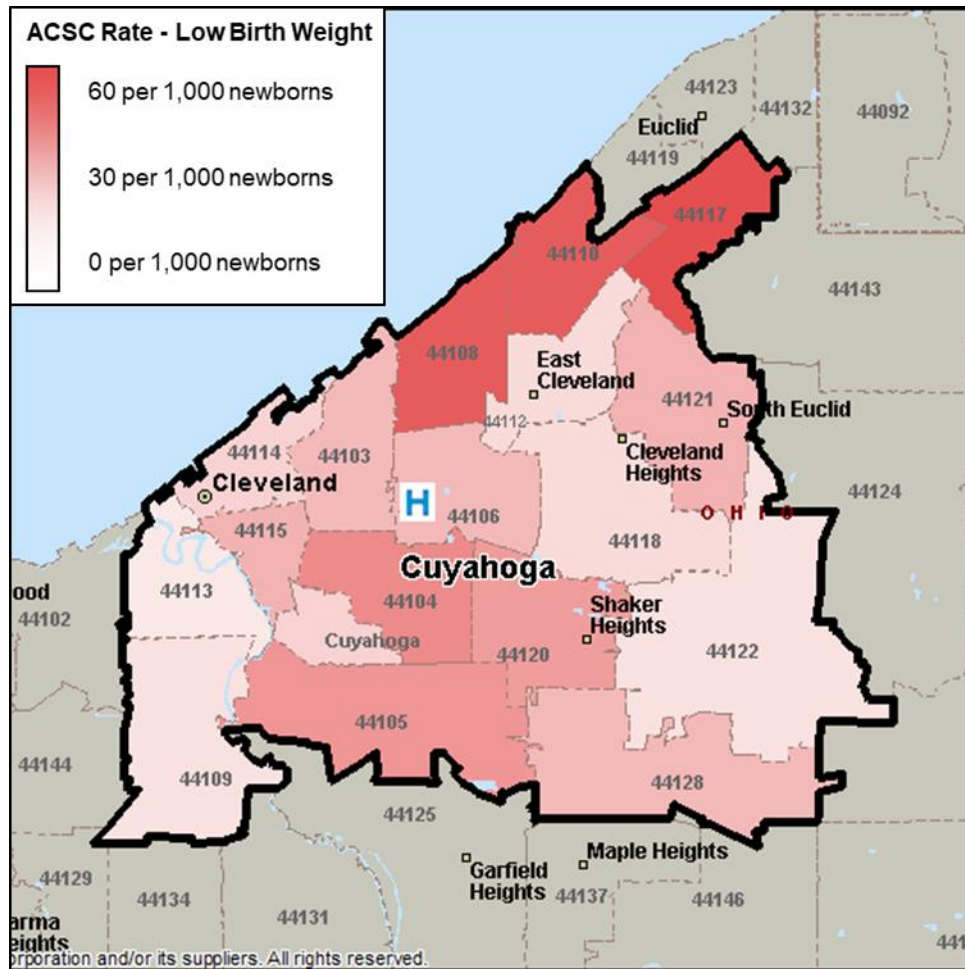 ACSC Rate - Low Birth Weight
60 per 1,000 newborns
30 per 1,000 newborns
0 per 1,000 newborns
44123
44132
44092
Euclid
44119
44117
44110
44143
44108
East
Cleveland
44121
South Euclid
44112
44114
44103
Cleveland
Heights
Cleveland
44124
H
44106
OHIO
44115
44118
Cuyahoga
44113
ood
44104
Shaker
Heights
44102
Cuyahoga
44120
44122
44105
44144
44109
44128
44125
Maple Heights
Garfield
Heights
44129
44134
44137
44146
44131
arma
eights
441
orporation and/or its suppliers. All rights reserved.